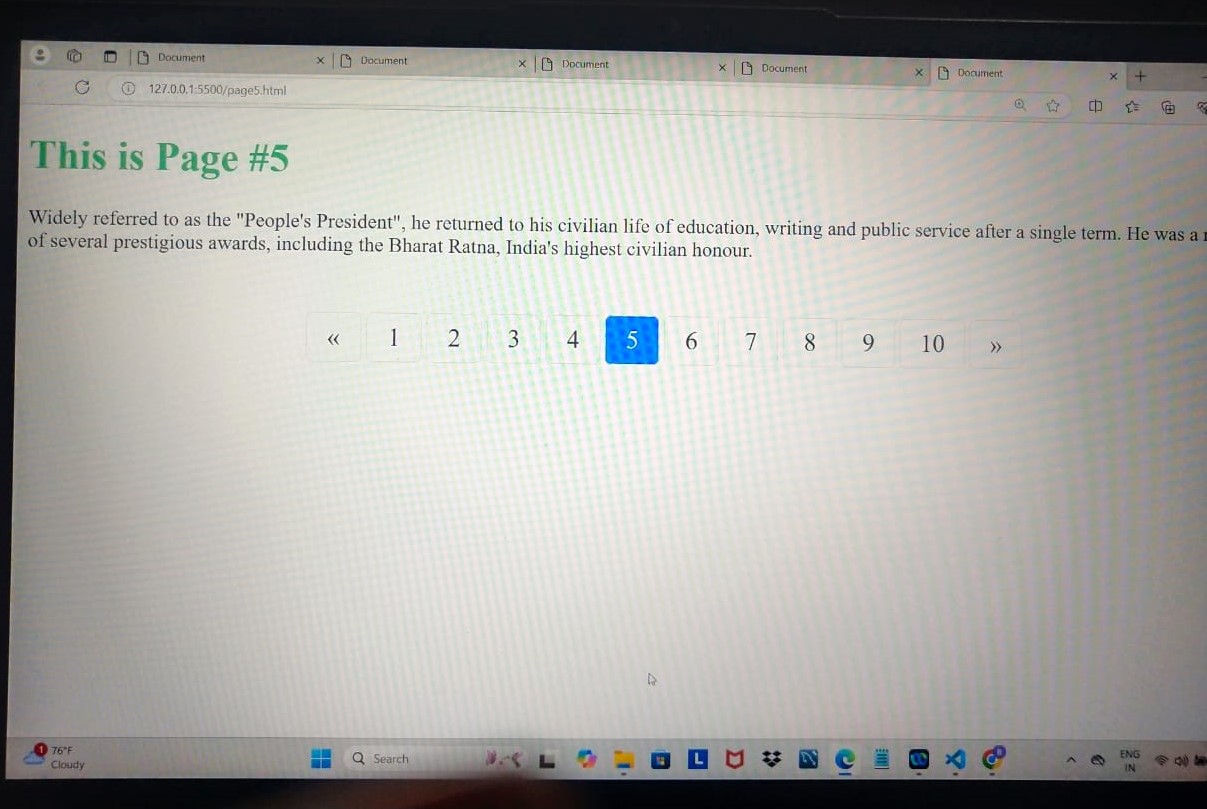 Document × Document × Document × Document × Document × +
127.0.0.1:5500/page5.html
This is Page #5
Widely referred to as the "People's President", he returned to his civilian life of education, writing and public service after a single term. He was a
of several prestigious awards, including the Bharat Ratna, India's highest civilian honour.
« 1 2 3 4 5 6 7 8 9 10 »
1
76°F
Cloudy
Search
L
ENG
IN